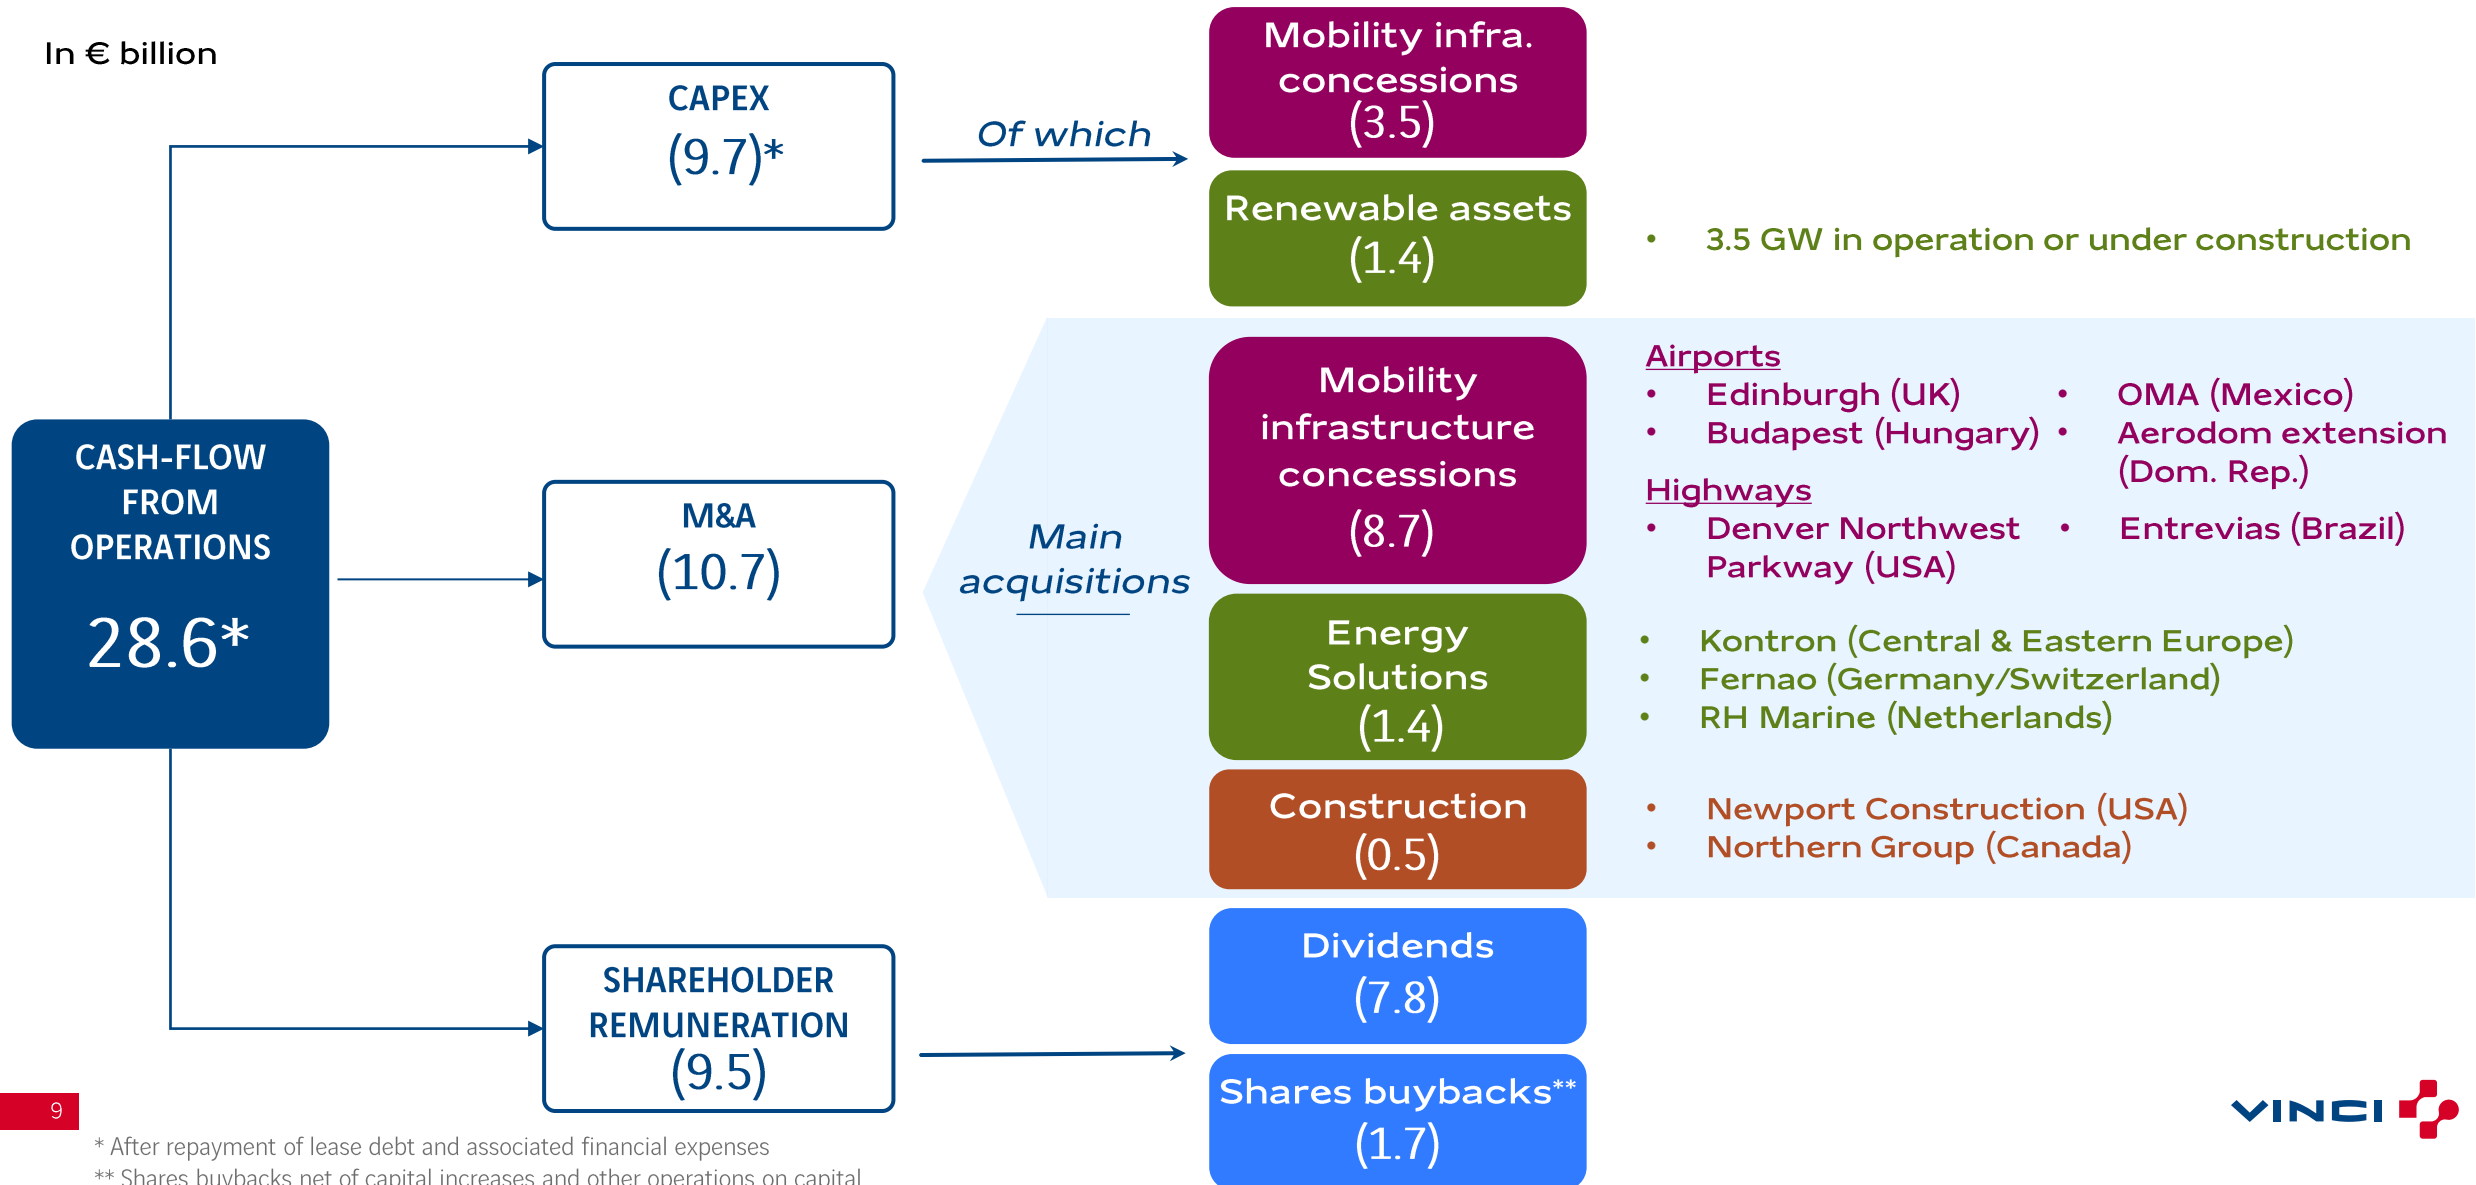 In € billion
CAPEX
(9.7)*
Of which
Mobility infra.
concessions
(3.5)
Renewable assets
(1.4)
• 3.5 GW in operation or under construction
CASH-FLOW
FROM
OPERATIONS
28.6*
M&A
(10.7)
Main
acquisitions
Mobility
infrastructure
concessions
(8.7)
Airports
• Edinburgh (UK)
• Budapest (Hungary)
• OMA (Mexico)
• Aerodom extension
(Dom. Rep.)
Highways
• Denver Northwest
Parkway (USA)
• Entrevias (Brazil)
Energy
Solutions
(1.4)
• Kontron (Central & Eastern Europe)
• Fernao (Germany/Switzerland)
• RH Marine (Netherlands)
Construction
(0.5)
• Newport Construction (USA)
• Northern Group (Canada)
SHAREHOLDER
REMUNERATION
(9.5)
Dividends
(7.8)
Shares buybacks**
(1.7)
9
* After repayment of lease debt and associated financial expenses
** Shares buybacks net of capital increases and other operations on capital
VINCI